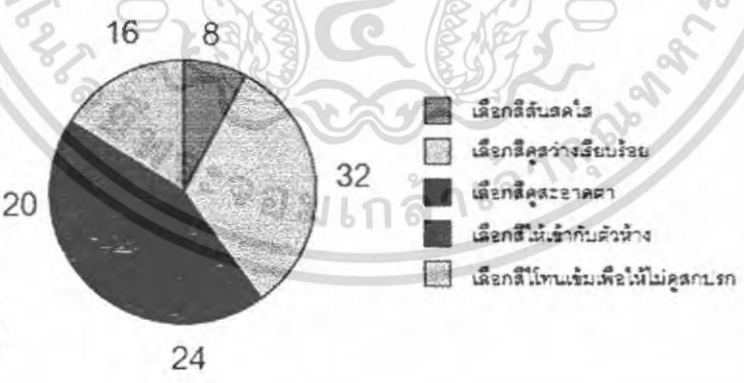 16 8
32
20
24
เลือกสีสันสดใส
เลือกสีดูสว่างเรียบร้อย
เลือกสีดูสะอาดตา
เลือกสีให้เข้ากับตัวห้าง
เลือกสีโทนเข้มเพื่อให้ไม่ดูสกปรก